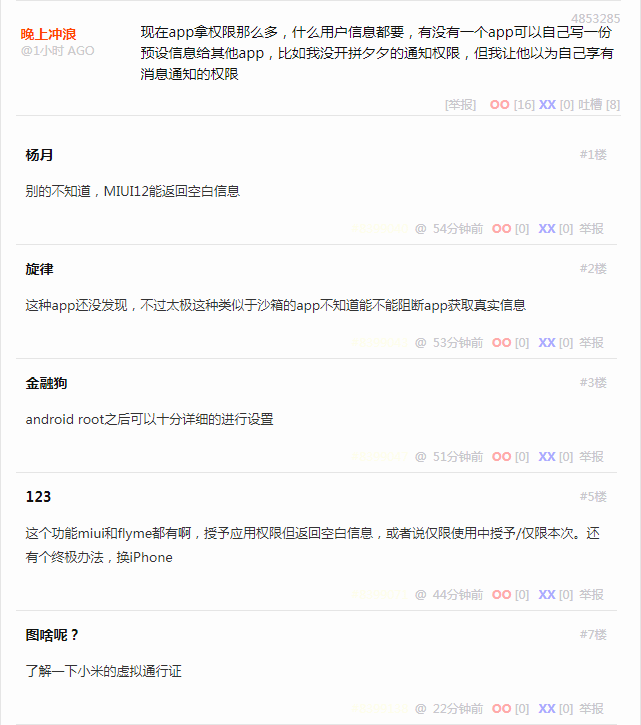 4853285
晚上冲浪
@1小时 AGO
现在app拿权限那么多，什么用户信息都要，有没有一个app可以自己写一份
预设信息给其他app，比如我没开拼夕夕的通知权限，但我让他以为自己享有
消息通知的权限
[举报] OO [16] XX [0] 吐槽 [8]
杨月 #1楼
别的不知道，MIUI12能返回空白信息
@ 54分钟前 OO [0] XX [0] 举报
旋律 #2楼
这种app还没发现，不过太极这种类似于沙箱的app不知道能不能阻断app获取真实信息
@ 53分钟前 OO [0] XX [0] 举报
金融狗 #3楼
android root之后可以十分详细的进行设置
@ 51分钟前 OO [0] XX [0] 举报
123 #5楼
这个功能miui和flyme都有啊，授予应用权限但返回空白信息，或者说仅限使用中授予/仅限本次。还
有个终极办法，换iPhone
@ 44分钟前 OO [0] XX [0] 举报
图啥呢？ #7楼
了解一下小米的虚拟通行证
@ 22分钟前 OO [0] XX [0] 举报